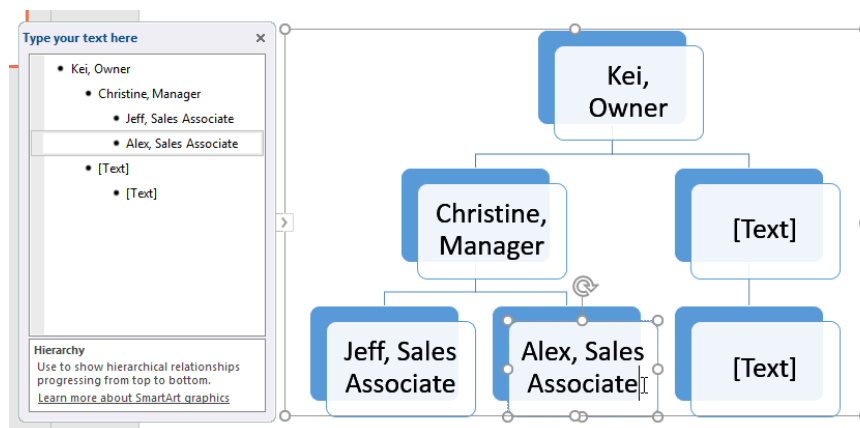 Type your text here
Kei, Owner
Christine, Manager
Jeff, Sales Associate
Alex, Sales Associate
[Text]
[Text]
Hierarchy
Use to show hierarchical relationships
progressing from top to bottom.
Learn more about SmartArt graphics
Kei,
Owner
Christine,
Manager
[Text]
Jeff, Sales
Associate
Alex, Sales
Associate
[Text]